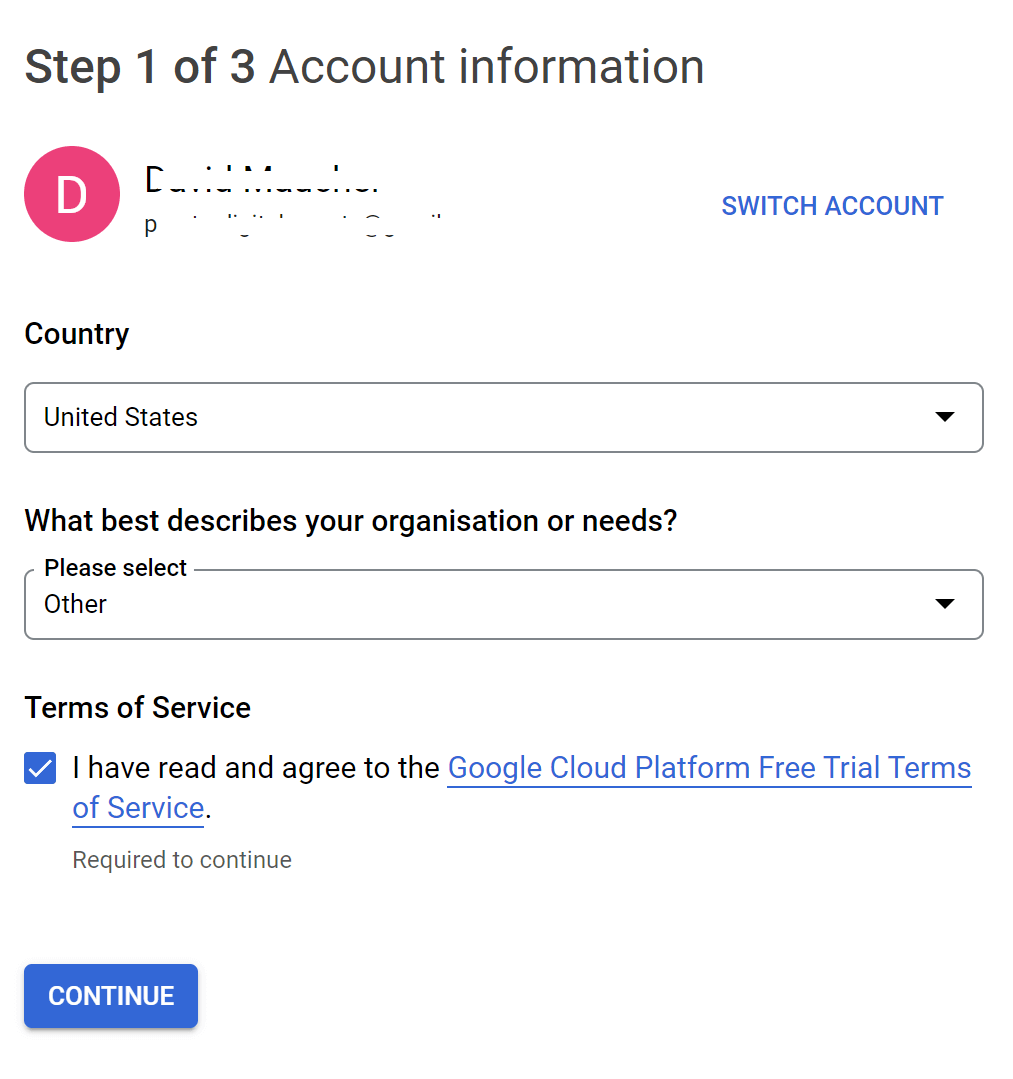 Step 1 of 3 Account information
D
SWITCH ACCOUNT
Country
United States
What best describes your organisation or needs?
Please select
Other
Terms of Service
I have read and agree to the Google Cloud Platform Free Trial Terms
of Service.
Required to continue
CONTINUE